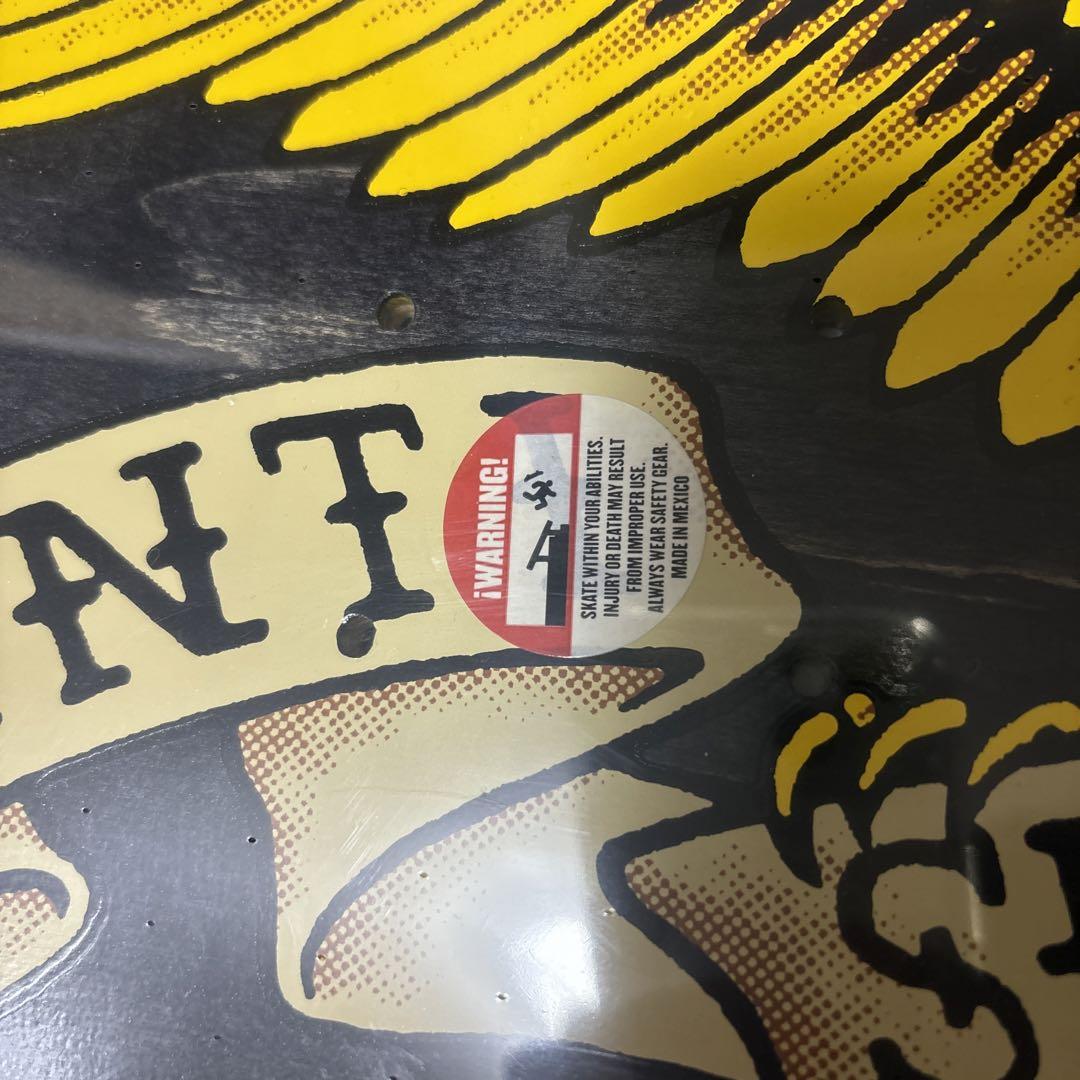 NT
¡WARNING!
SKATE WITHIN YOUR ABILITIES.
INJURY OR DEATH MAY RESULT
FROM IMPROPER USE.
ALWAYS WEAR SAFETY GEAR.
MADE IN MEXICO